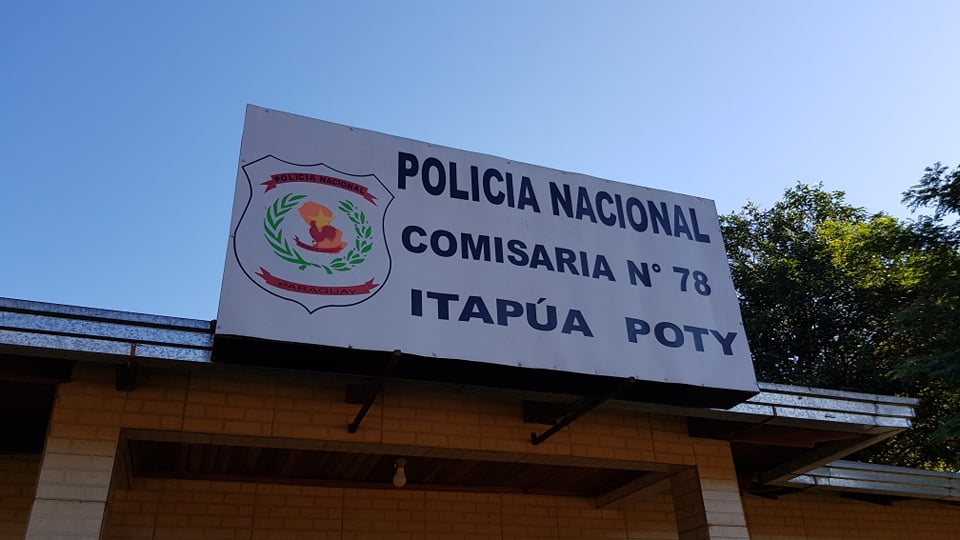 POLICIA NACIONAL
PARAGUAY
POLICIA NACIONAL
COMISARIA N° 78
ITAPÚA POTY